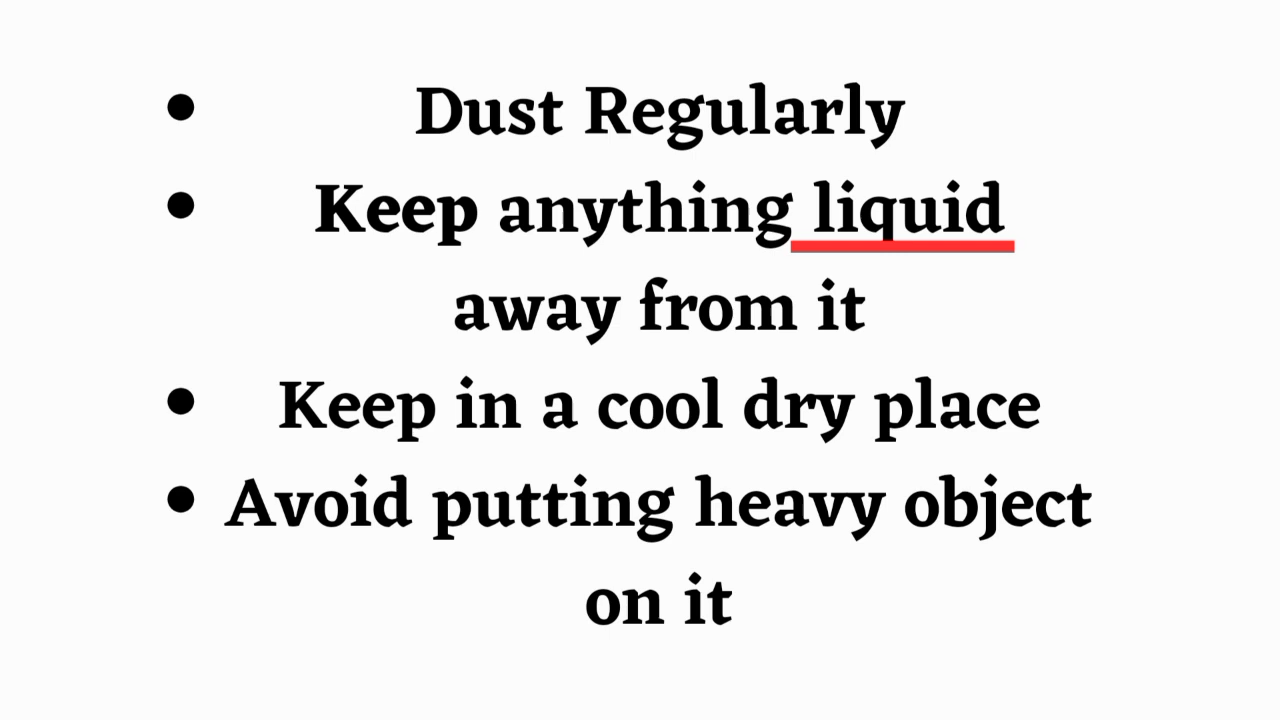 • Dust Regularly
• Keep anything liquid
away from it
• Keep in a cool dry place
• Avoid putting heavy object
on it